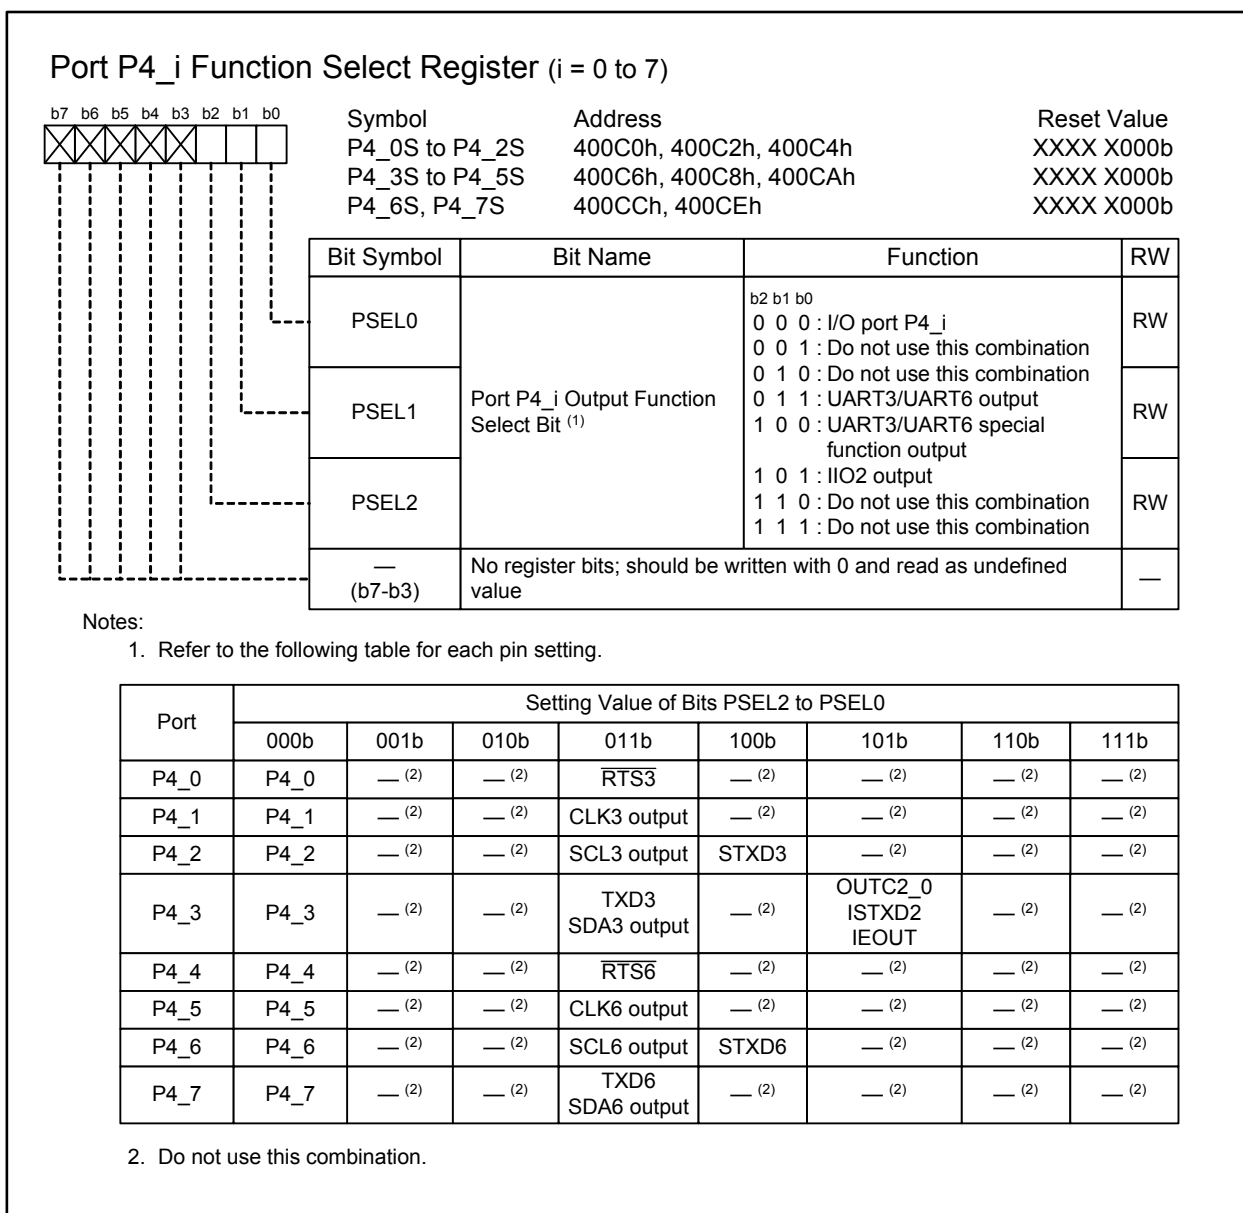 Port P4_i Function Select Register (i = 0 to 7)
b7 b6 b5 b4 b3 b2 b1 b0
Symbol Address Reset Value
P4_0S to P4_2S 400C0h, 400C2h, 400C4h XXXX X000b
P4_3S to P4_5S 400C6h, 400C8h, 400CAh XXXX X000b
P4_6S, P4_7S 400CCh, 400CEh XXXX X000b
Bit Symbol Bit Name Function RW
PSEL0 RW
PSEL1 RW
PSEL2 RW
Port P4_i Output Function
Select Bit (1)
b2 b1 b0
0 0 0 : I/O port P4_i
0 0 1 : Do not use this combination
0 1 0 : Do not use this combination
0 1 1 : UART3/UART6 output
1 0 0 : UART3/UART6 special
function output
1 0 1 : IIO2 output
1 1 0 : Do not use this combination
1 1 1 : Do not use this combination
—
(b7-b3)
No register bits; should be written with 0 and read as undefined
value
—
Notes:
1. Refer to the following table for each pin setting.
Port Setting Value of Bits PSEL2 to PSEL0
000b 001b 010b 011b 100b 101b 110b 111b
P4_0 P4_0 — (2) — (2) RTS3 — (2) — (2) — (2) — (2)
P4_1 P4_1 — (2) — (2) CLK3 output — (2) — (2) — (2) — (2)
P4_2 P4_2 — (2) — (2) SCL3 output STXD3 — (2) — (2) — (2)
P4_3 P4_3 — (2) — (2) TXD3
SDA3 output — (2) OUTC2_0
ISTXD2
IEOUT — (2) — (2)
P4_4 P4_4 — (2) — (2) RTS6 — (2) — (2) — (2) — (2)
P4_5 P4_5 — (2) — (2) CLK6 output — (2) — (2) — (2) — (2)
P4_6 P4_6 — (2) — (2) SCL6 output STXD6 — (2) — (2) — (2)
P4_7 P4_7 — (2) — (2) TXD6
SDA6 output — (2) — (2) — (2) — (2)
2. Do not use this combination.